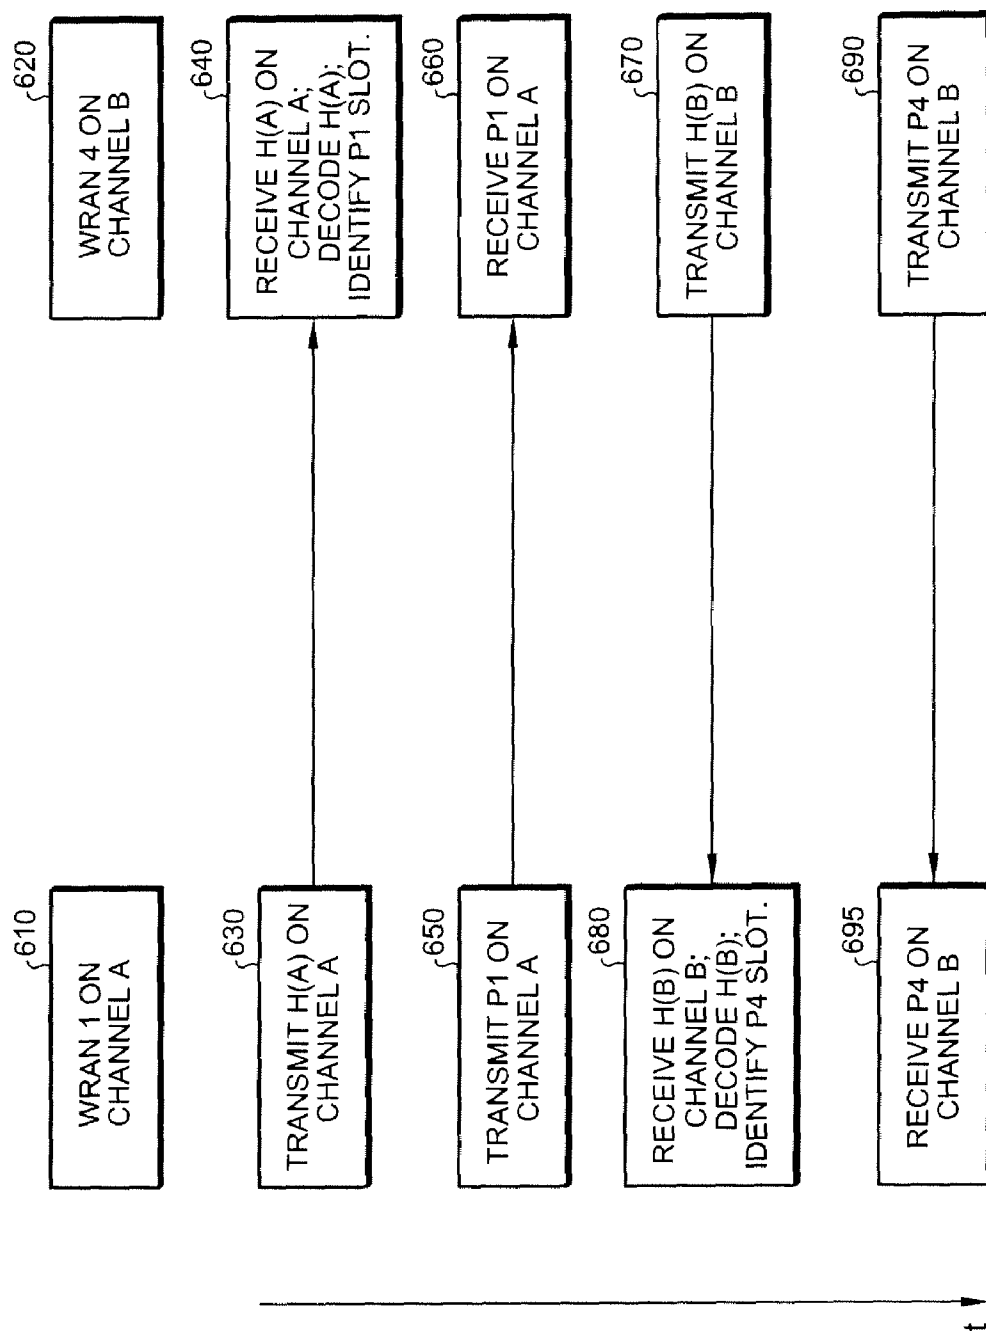 610
WRAN 1 ON
CHANNEL A
620
WRAN 4 ON
CHANNEL B
630
TRANSMIT H(A) ON
CHANNEL A
640
RECEIVE H(A) ON
CHANNEL A;
DECODE H(A);
IDENTIFY P1 SLOT.
650
TRANSMIT P1 ON
CHANNEL A
660
RECEIVE P1 ON
CHANNEL A
680
RECEIVE H(B) ON
CHANNEL B;
DECODE H(B);
IDENTIFY P4 SLOT.
670
TRANSMIT H(B) ON
CHANNEL B
695
RECEIVE P4 ON
CHANNEL B
690
TRANSMIT P4 ON
CHANNEL B
t